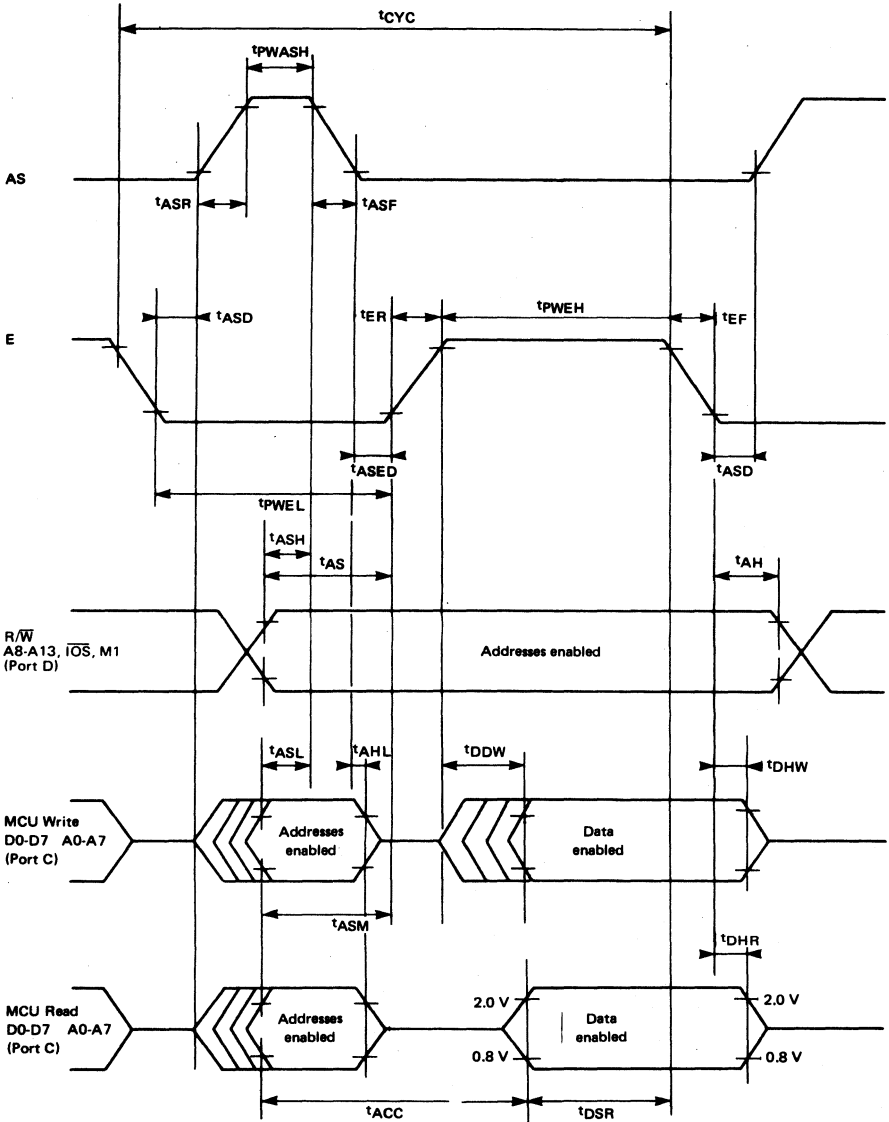 tCYC
tPWASH
AS
tASR
tASF
tASD
tER
tPWEH
tEF
E
tASED
tASD
tPWEL
tASH
tAS
tAH
R/W̅
A8-A13, I̅O̅S̅, M1
(Port D)
Addresses enabled
tASL
tAHL
tDDW
tDHW
MCU Write
D0-D7 A0-A7
(Port C)
Addresses
enabled
Data
enabled
tASM
tDHR
MCU Read
D0-D7 A0-A7
(Port C)
Addresses
enabled
2.0 V
0.8 V
Data
enabled
2.0 V
0.8 V
tACC
tDSR